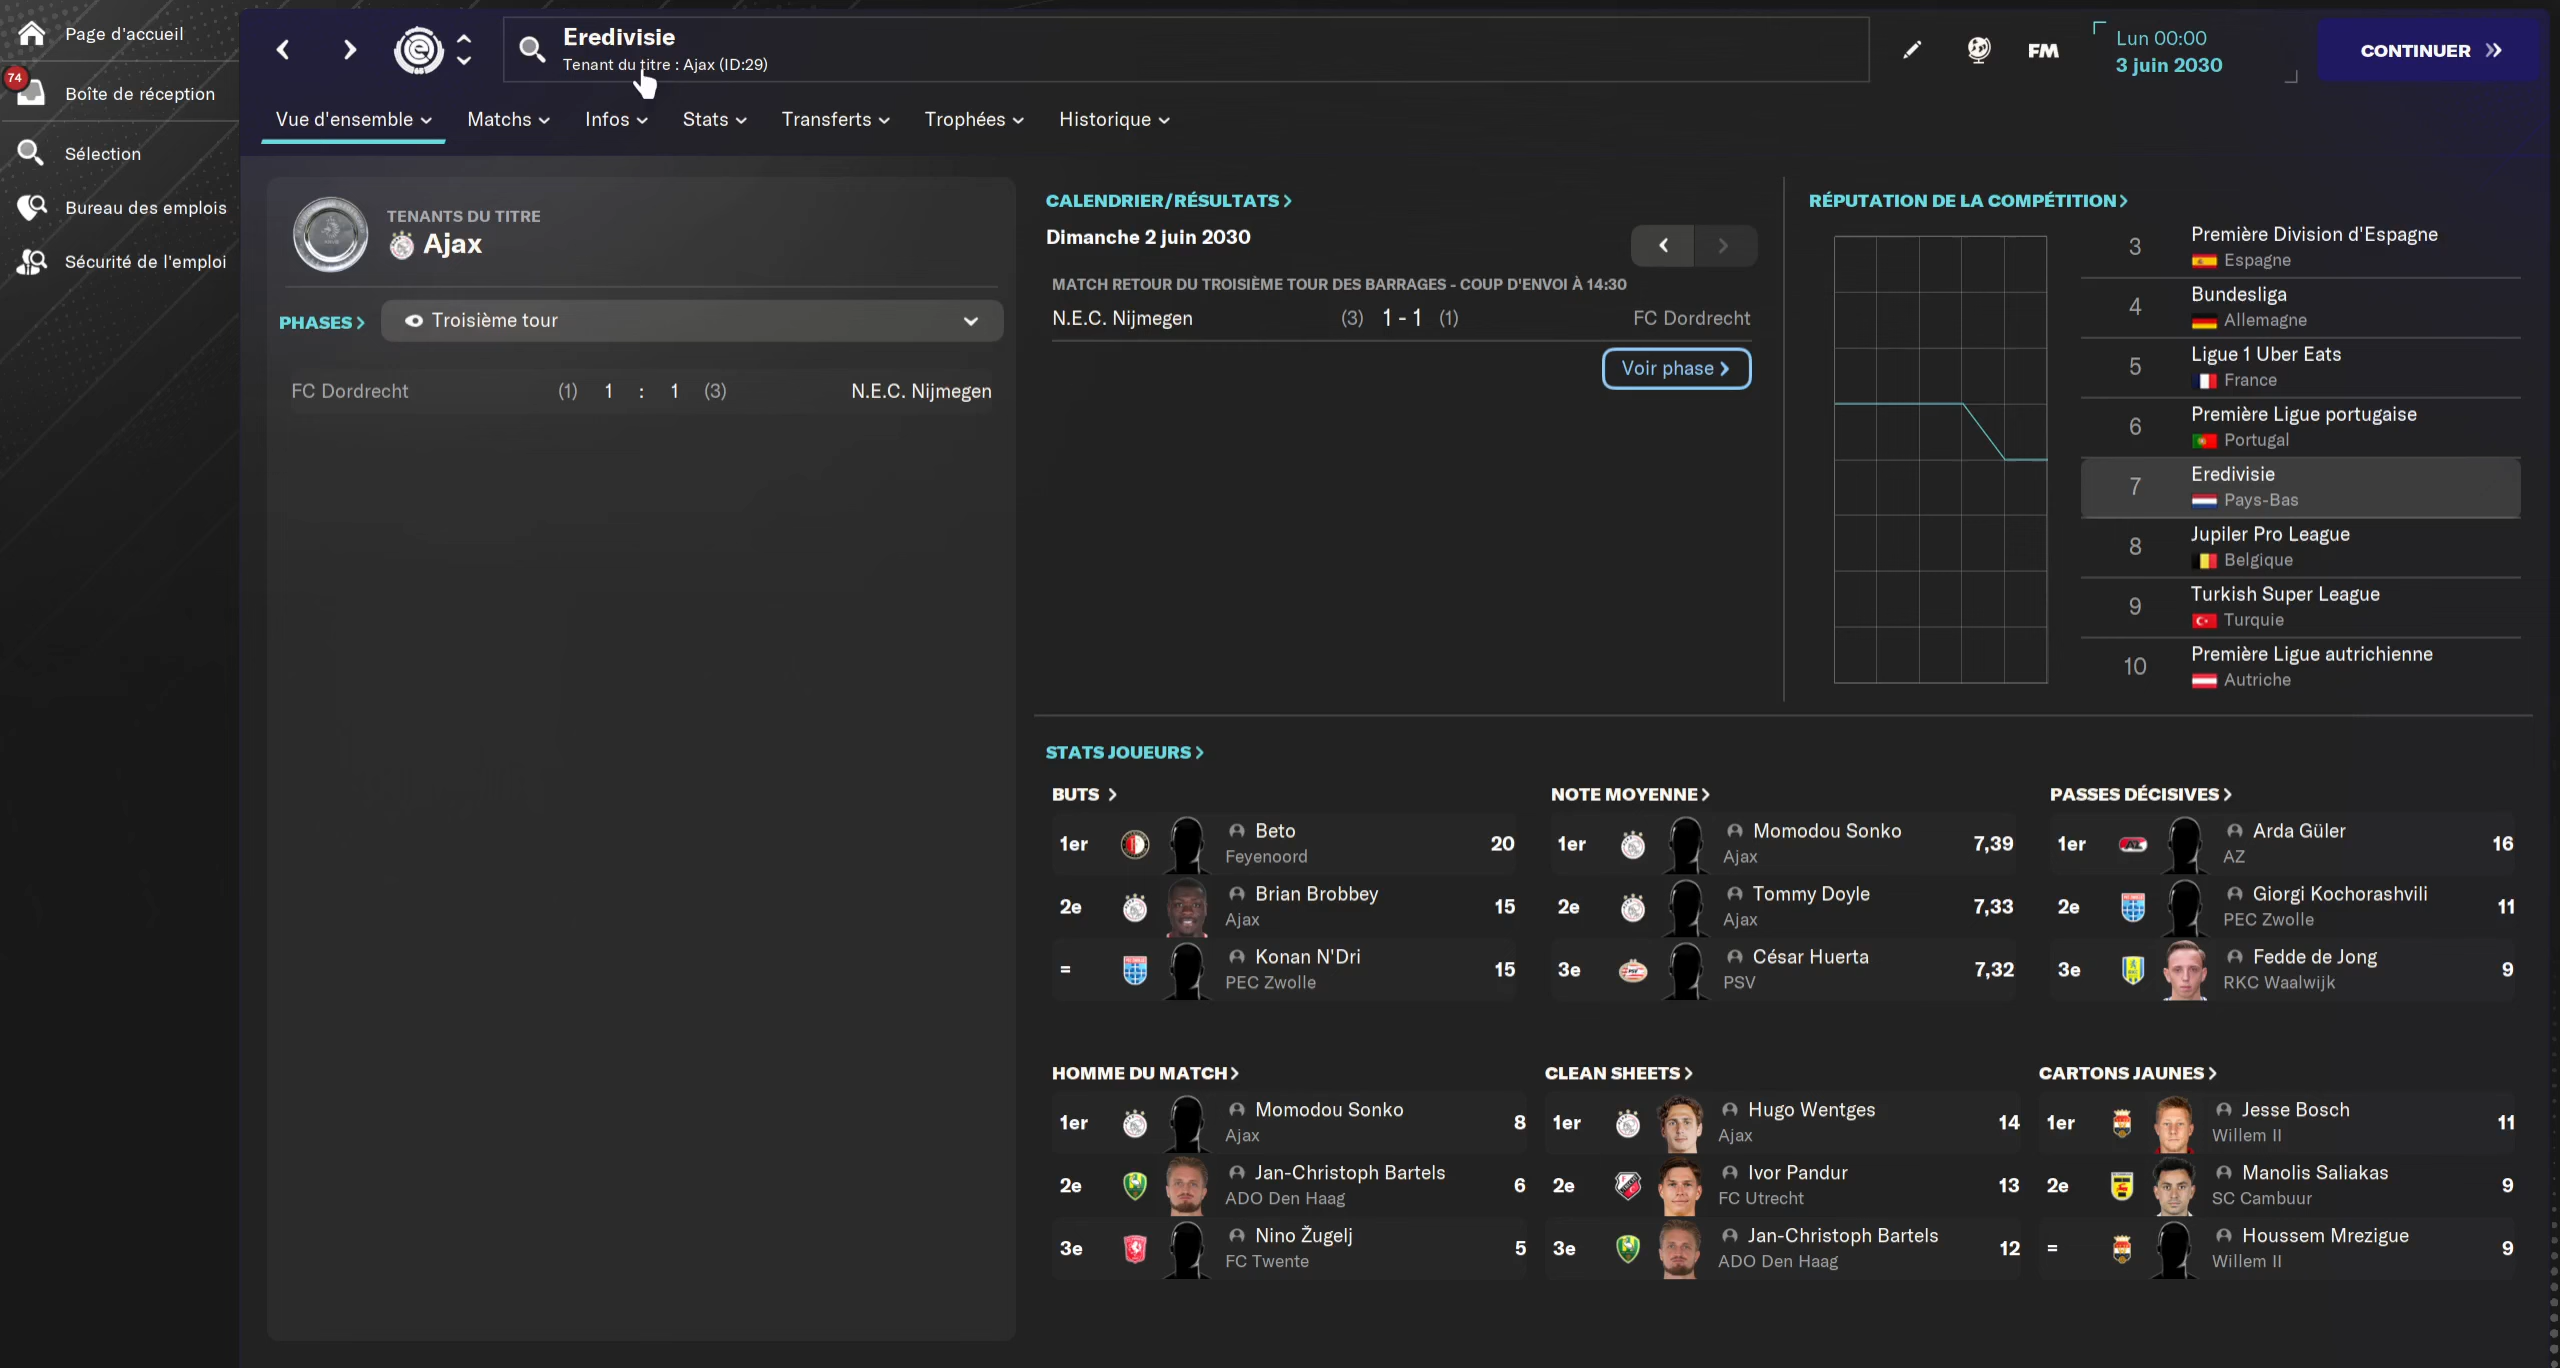 Page d'accueil
74
Boîte de réception
Sélection
Bureau des emplois
Sécurité de l'emploi
Eredivisie
Tenant du titre : Ajax (ID:29)
FM
Lun 00:00
3 juin 2030
CONTINUER
Vue d'ensemble
Matchs
Infos
Stats
Transferts
Trophées
Historique
TENANTS DU TITRE
Ajax
PHASES
Troisième tour
FC Dordrecht (1) 1 : 1 (3) N.E.C. Nijmegen
CALENDRIER/RÉSULTATS
Dimanche 2 juin 2030
MATCH RETOUR DU TROISIÈME TOUR DES BARRAGES - COUP D'ENVOI À 14:30
N.E.C. Nijmegen (3) 1 - 1 (1) FC Dordrecht
Voir phase
RÉPUTATION DE LA COMPÉTITION
3 Première Division d'Espagne
Espagne
4 Bundesliga
Allemagne
5 Ligue 1 Uber Eats
France
6 Première Ligue portugaise
Portugal
7 Eredivisie
Pays-Bas
8 Jupiler Pro League
Belgique
9 Turkish Super League
Turquie
10 Première Ligue autrichienne
Autriche
STATS JOUEURS
BUTS
1er Beto 20
Feyenoord
2e Brian Brobbey 15
Ajax
= Konan N'Dri 15
PEC Zwolle
NOTE MOYENNE
1er Momodou Sonko 7,39
Ajax
2e Tommy Doyle 7,33
Ajax
3e César Huerta 7,32
PSV
PASSES DÉCISIVES
1er Arda Güler 16
AZ
2e Giorgi Kochorashvili 11
PEC Zwolle
3e Fedde de Jong 9
RKC Waalwijk
HOMME DU MATCH
1er Momodou Sonko 8
Ajax
2e Jan-Christoph Bartels 6
ADO Den Haag
3e Nino Žugelj 5
FC Twente
CLEAN SHEETS
1er Hugo Wentges 14
Ajax
2e Ivor Pandur 13
FC Utrecht
3e Jan-Christoph Bartels 12
ADO Den Haag
CARTONS JAUNES
1er Jesse Bosch 11
Willem II
2e Manolis Saliakas 9
SC Cambuur
= Houssem Mrezigue 9
Willem II